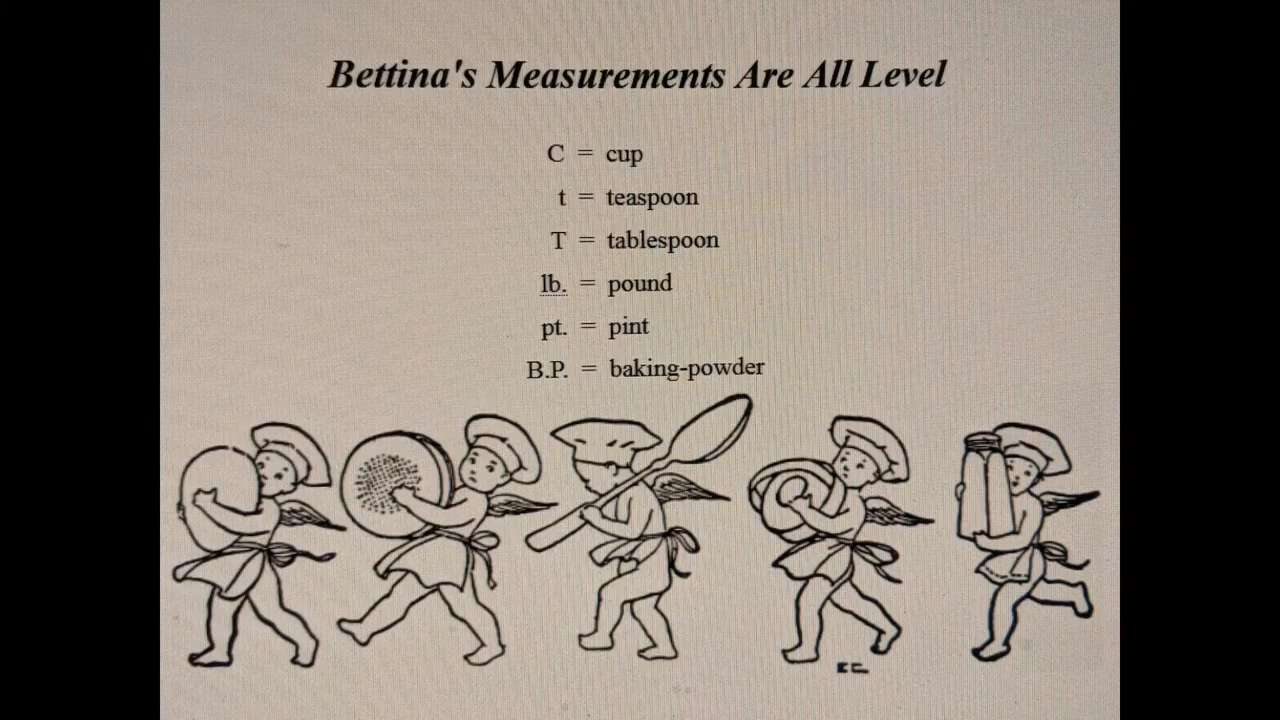 Bettina's Measurements Are All Level
C = cup
t = teaspoon
T = tablespoon
lb. = pound
pt. = pint
B.P. = baking-powder